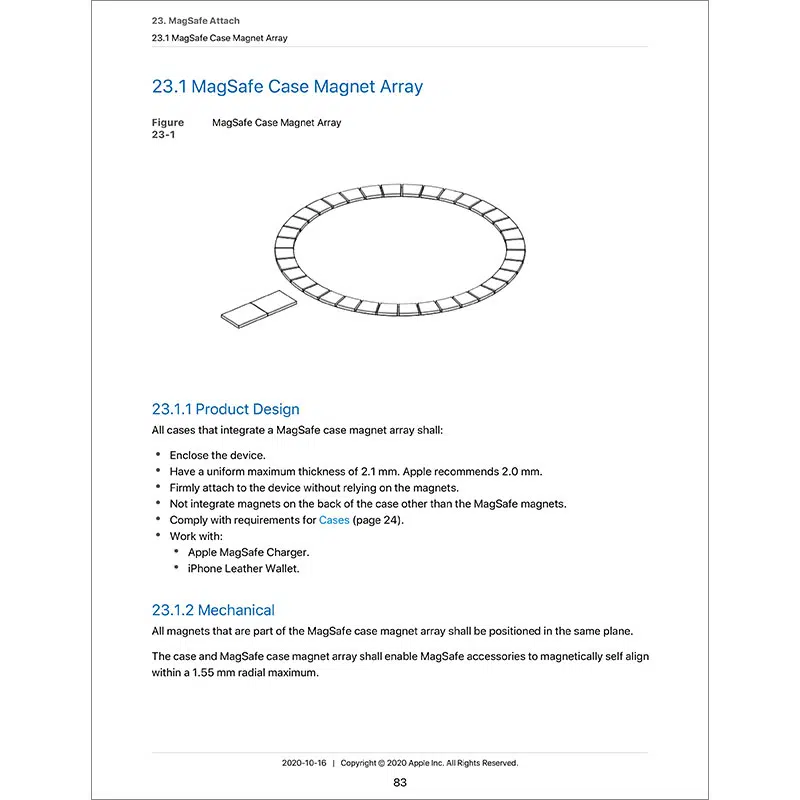 23. MagSafe Attach
23.1 MagSafe Case Magnet Array
23.1 MagSafe Case Magnet Array
Figure 23-1 MagSafe Case Magnet Array
23.1.1 Product Design
All cases that integrate a MagSafe case magnet array shall:
• Enclose the device.
• Have a uniform maximum thickness of 2.1 mm. Apple recommends 2.0 mm.
• Firmly attach to the device without relying on the magnets.
• Not integrate magnets on the back of the case other than the MagSafe magnets.
• Comply with requirements for Cases (page 24).
• Work with:
• Apple MagSafe Charger.
• iPhone Leather Wallet.
23.1.2 Mechanical
All magnets that are part of the MagSafe case magnet array shall be positioned in the same plane.
The case and MagSafe case magnet array shall enable MagSafe accessories to magnetically self align
within a 1.55 mm radial maximum.
2020-10-16 | Copyright © 2020 Apple Inc. All Rights Reserved.
83